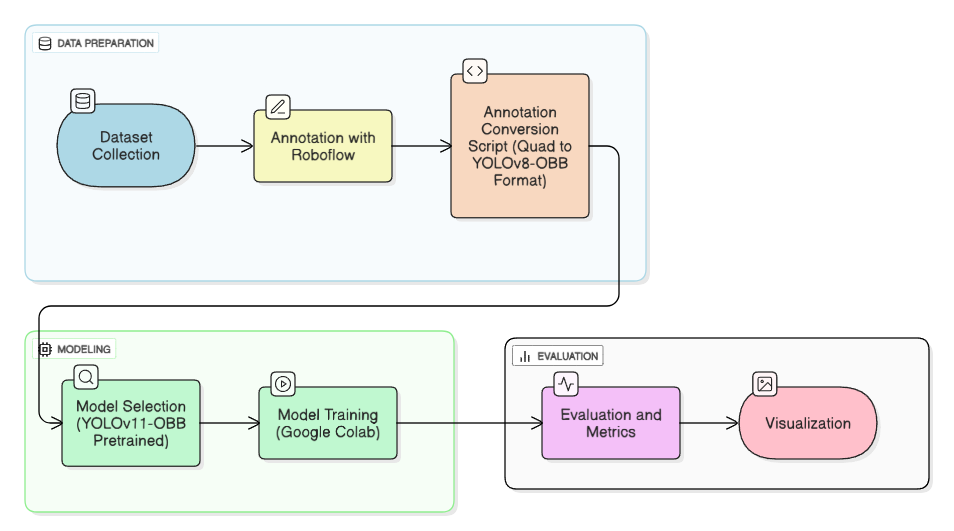 DATA PREPARATION
Dataset
Collection
Annotation with
Roboflow
Annotation
Conversion
Script (Quad to
YOLOv8-OBB
Format)
MODELING
Model Selection
(YOLOv11-OBB
Pretrained)
Model Training
(Google Colab)
EVALUATION
Evaluation and
Metrics
Visualization